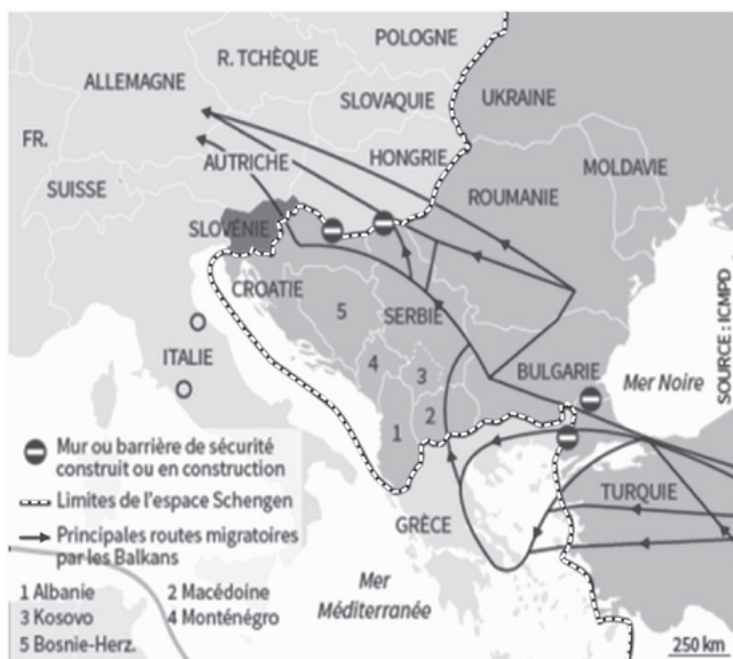 POLOGNE
R. TCHÈQUE
ALLEMAGNE
SLOVAQUIE
UKRAINE
FR.
AUTRICHE
HONGRIE
MOLDAVIE
SUISSE
ROUMANIE
SLOVÉNIE
CROATIE
5
SERBIE
ITALIE
4
3
BULGARIE
Mer Noire
SOURCE : ICMPD
1
2
Mur ou barrière de sécurité
construit ou en construction
Limites de l'espace Schengen
Principales routes migratoires
par les Balkans
TURQUIE
GRÈCE
Mer
Méditerranée
1 Albanie
2 Macédoine
3 Kosovo
4 Monténégro
5 Bosnie-Herz.
250 km